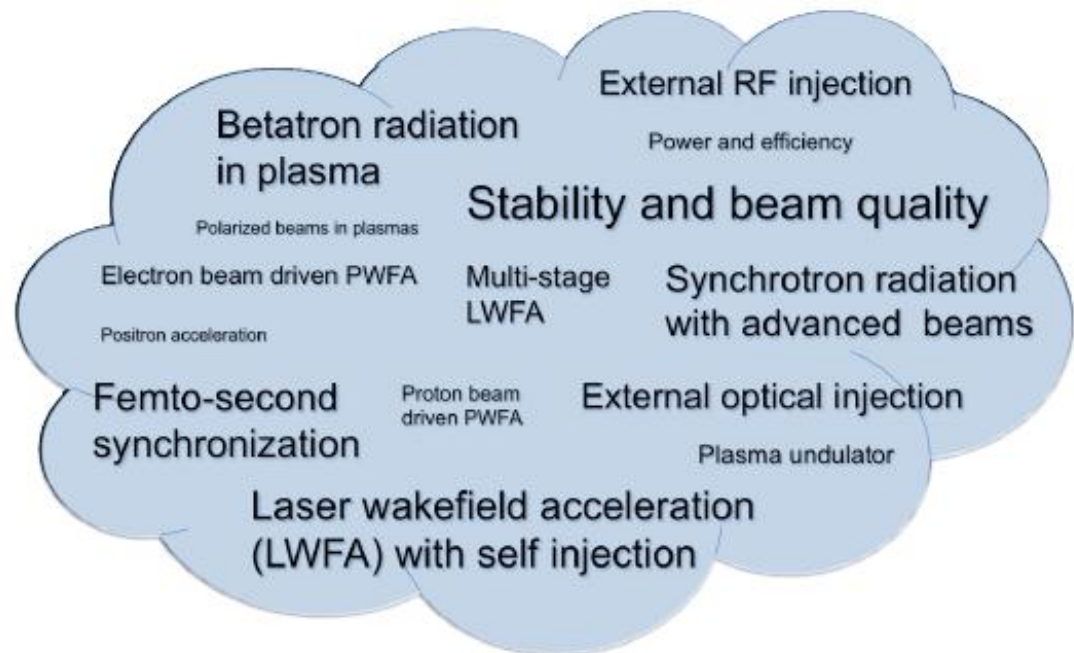 External RF injection
Betatron radiation
in plasma
Power and efficiency
Stability and beam quality
Polarized beams in plasmas
Electron beam driven PWFA
Multi-stage
LWFA
Synchrotron radiation
with advanced beams
Positron acceleration
Femto-second
synchronization
Proton beam
driven PWFA
External optical injection
Plasma undulator
Laser wakefield acceleration
(LWFA) with self injection